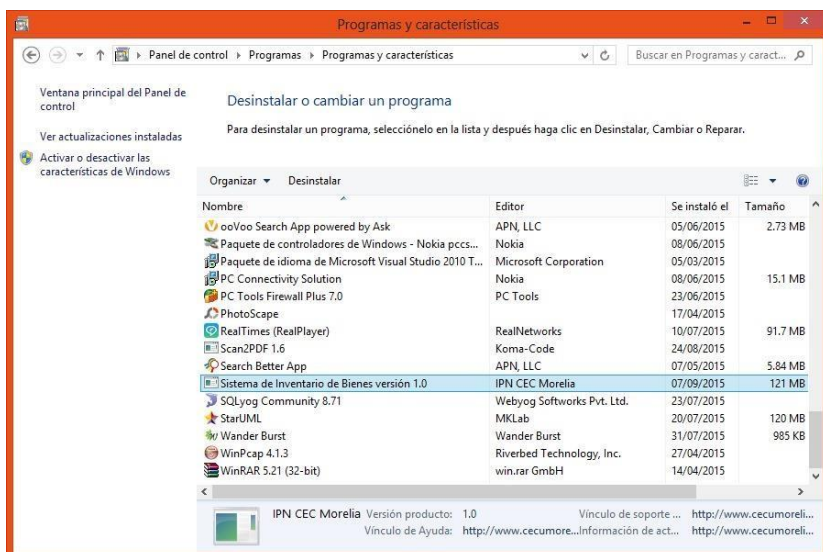 Programas y características
Panel de control Programas Programas y características
Buscar en Programas y caract...
Ventana principal del Panel de
control
Ver actualizaciones instaladas
Activar o desactivar las
características de Windows
Desinstalar o cambiar un programa
Para desinstalar un programa, selecciónelo en la lista y después haga clic en Desinstalar, Cambiar o Reparar.
Organizar Desinstalar
Nombre Editor Se instaló el Tamaño
ooVoo Search App powered by Ask APN, LLC 05/06/2015 2.73 MB
Paquete de controladores de Windows - Nokia pccs... Nokia 08/06/2015
Paquete de idioma de Microsoft Visual Studio 2010 T... Microsoft Corporation 05/03/2015
PC Connectivity Solution Nokia 08/06/2015 15.1 MB
PC Tools Firewall Plus 7.0 PC Tools 23/06/2015
PhotoScape 17/04/2015
RealTimes (RealPlayer) RealNetworks 10/07/2015 91.7 MB
Scan2PDF 1.6 Koma-Code 24/08/2015
Search Better App APN, LLC 07/05/2015 5.84 MB
Sistema de Inventario de Bienes versión 1.0 IPN CEC Morelia 07/09/2015 121 MB
SQLyog Community 8.71 Webyog Softworks Pvt. Ltd. 23/07/2015
StarUML MKLab 20/07/2015 120 MB
Wander Burst Wander Burst 31/07/2015 985 KB
WinPcap 4.1.3 Riverbed Technology, Inc. 27/04/2015
WinRAR 5.21 (32-bit) win.rar GmbH 14/04/2015
IPN CEC Morelia Versión producto: 1.0 Vínculo de soporte ... http://www.cecumoreli...
Vínculo de Ayuda: http://www.cecumore... Información de act... http://www.cecumoreli...